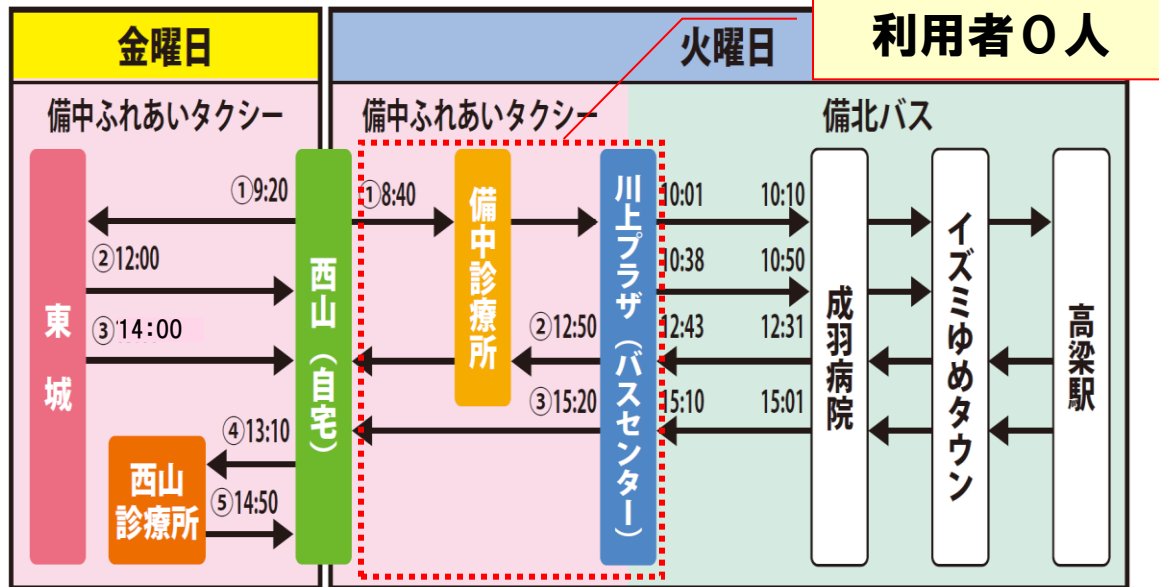 金曜日
火曜日
利用者０人
備中ふれあいタクシー
備中ふれあいタクシー
備北バス
東城
西山（自宅）
備中診療所
川上プラザ（バスセンター）
成羽病院
イズミゆめタウン
高梁駅
西山
診療所
①9:20
②12:00
③14：00
④13:10
⑤14:50
①8:40
②12:50
③15:20
10:01 10:10
10:38 10:50
12:43 12:31
15:10 15:01